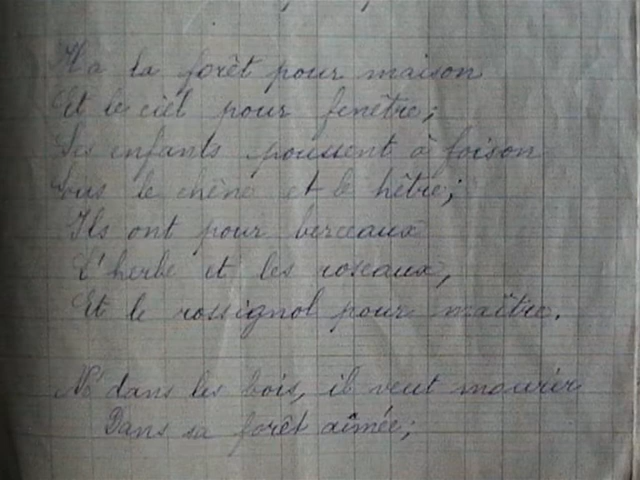 Il a la forêt pour maison
Et le ciel pour fenêtre;
Ses enfants poussent à foison
Sous le chêne et le hêtre;
Ils ont pour berceaux
L'herbe et les roseaux,
Et le rossignol pour maître.
Né dans les bois, il veut mourir
Dans sa forêt aimée;